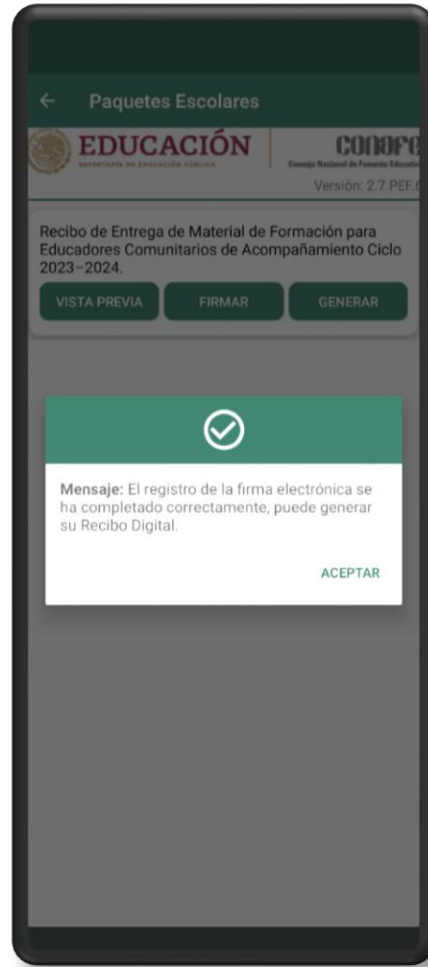 Paquetes Escolares
EDUCACIÓN
SECRETARÍA DE EDUCACIÓN PÚBLICA
CONAFE
Consejo Nacional de Fomento Educativo
Versión: 2.7.PEF.6
Recibo de Entrega de Material de Formación para
Educadores Comunitarios de Acompañamiento Ciclo
2023-2024.
VISTA PREVIA FIRMAR GENERAR
Mensaje: El registro de la firma electrónica se
ha completado correctamente, puede generar
su Recibo Digital.
ACEPTAR